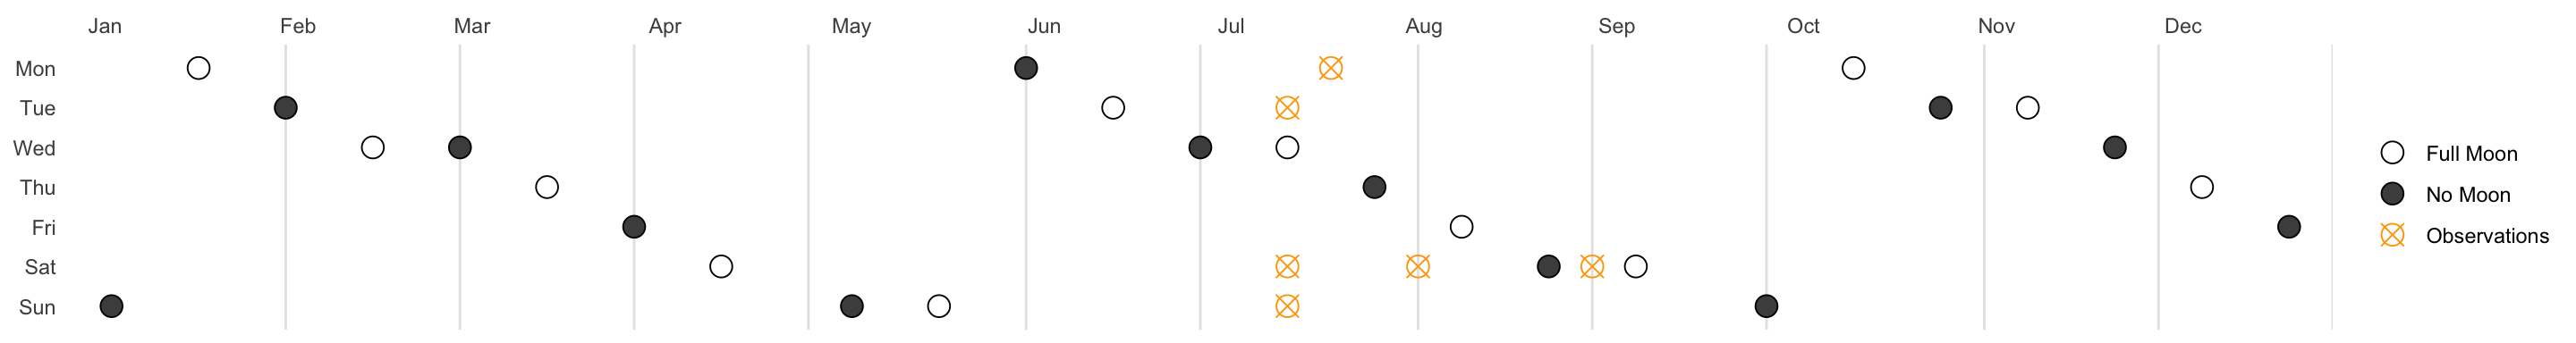 Jan Feb Mar Apr May Jun Jul Aug Sep Oct Nov Dec
Mon
Tue
Wed
Thu
Fri
Sat
Sun
Full Moon
No Moon
Observations